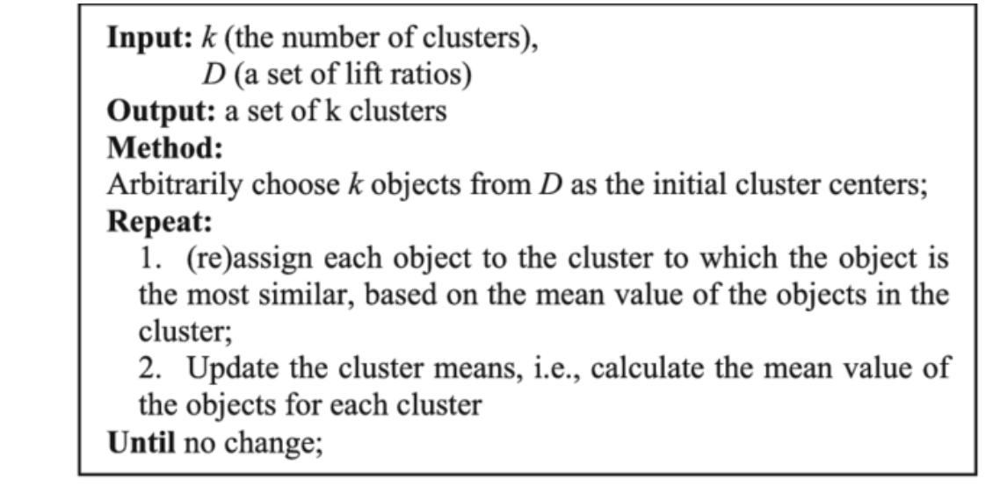 Input: k (the number of clusters),
D (a set of lift ratios)
Output: a set of k clusters
Method:
Arbitrarily choose k objects from D as the initial cluster centers;
Repeat:
1. (re)assign each object to the cluster to which the object is
the most similar, based on the mean value of the objects in the
cluster;
2. Update the cluster means, i.e., calculate the mean value of
the objects for each cluster
Until no change;